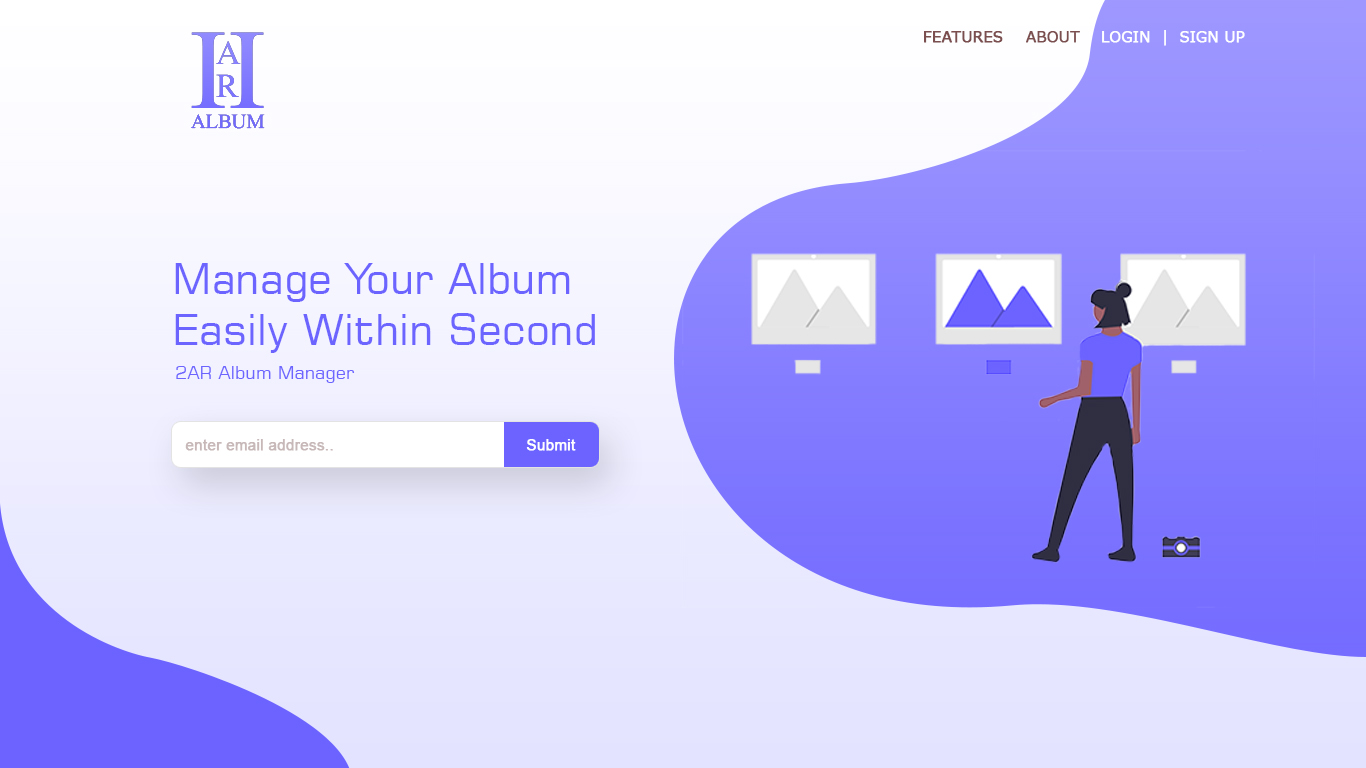 FEATURES ABOUT LOGIN | SIGN UP
A
R
ALBUM
Manage Your Album
Easily Within Second
2AR Album Manager
enter email address..
Submit